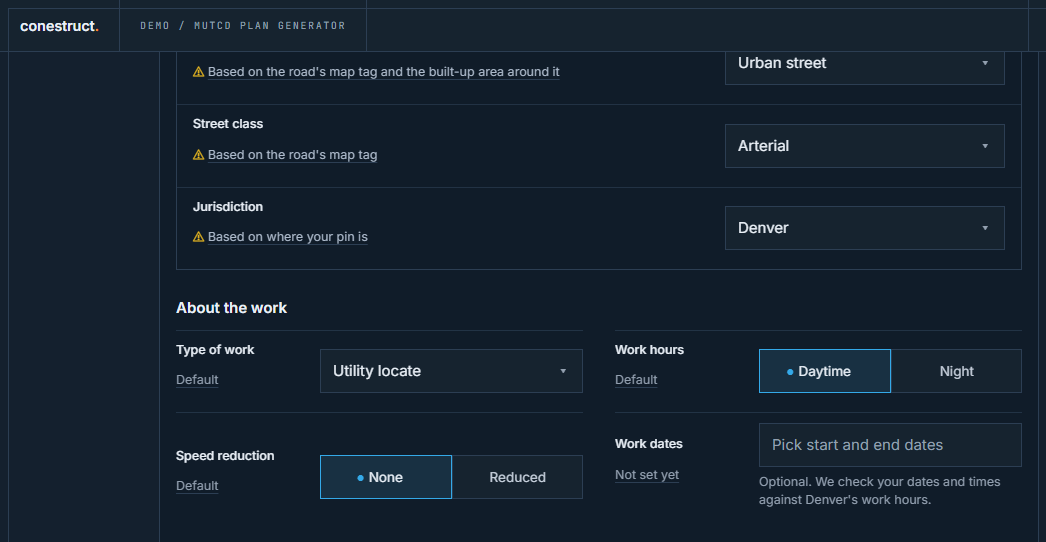 conestruct.
DEMO / MUTCD PLAN GENERATOR
Based on the road's map tag and the built-up area around it
Urban street
Street class
Based on the road's map tag
Arterial
Jurisdiction
Based on where your pin is
Denver
About the work
Type of work
Default
Utility locate
Work hours
Default
Daytime
Night
Speed reduction
Default
None
Reduced
Work dates
Not set yet
Pick start and end dates
Optional. We check your dates and times
against Denver's work hours.